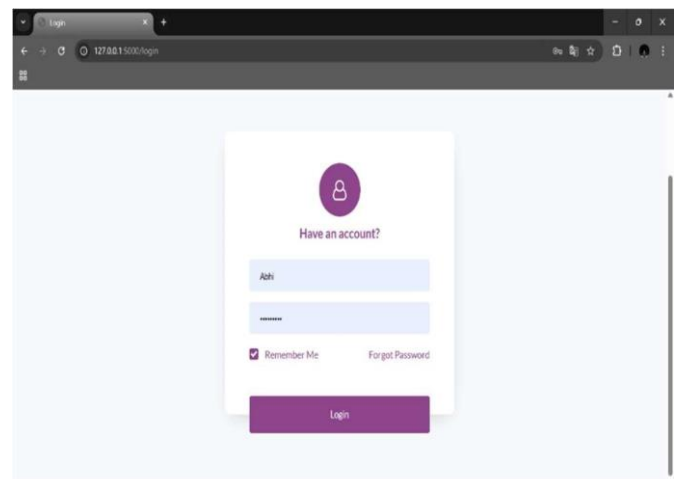 Login
127.0.0.1:5000/login
Have an account?
Abhi
•••••••••
Remember Me Forgot Password
Login